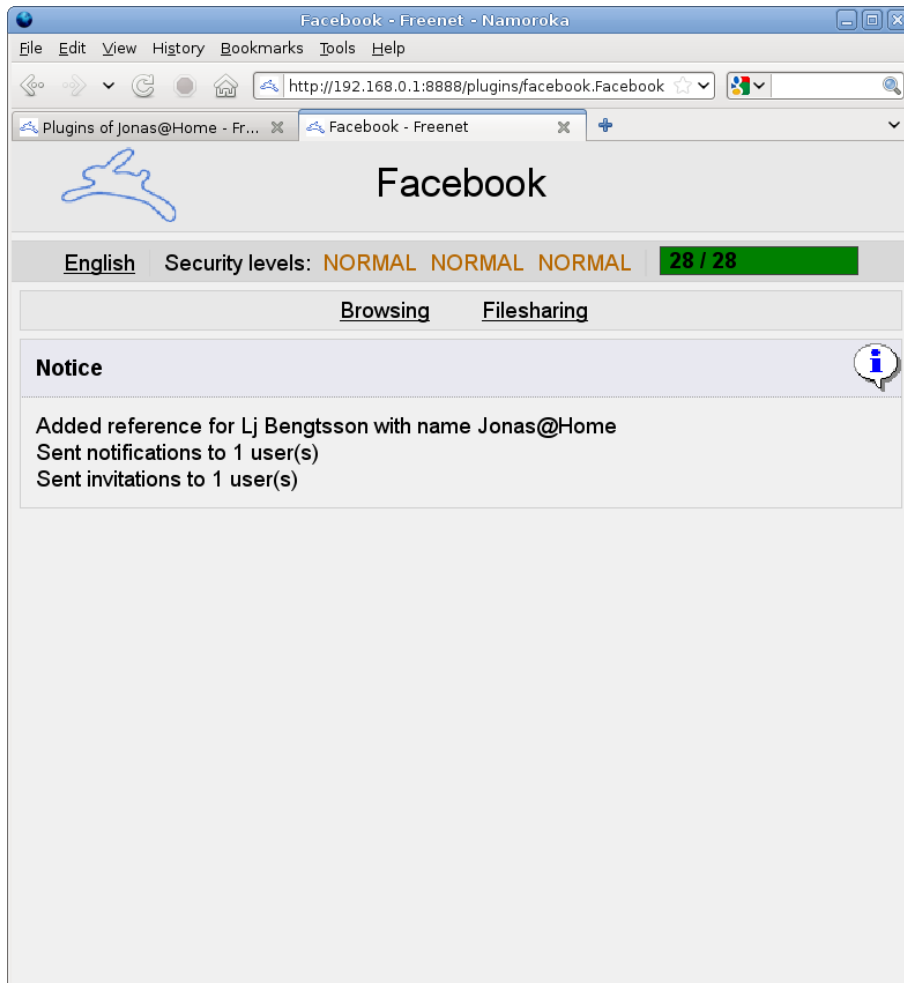 Facebook - Freenet - Namoroka
File Edit View History Bookmarks Tools Help
http://192.168.0.1:8888/plugins/facebook.Facebook
Plugins of Jonas@Home - Fr... Facebook - Freenet
Facebook
English Security levels: NORMAL NORMAL NORMAL 28 / 28
Browsing Filesharing
Notice
Added reference for Lj Bengtsson with name Jonas@Home
Sent notifications to 1 user(s)
Sent invitations to 1 user(s)